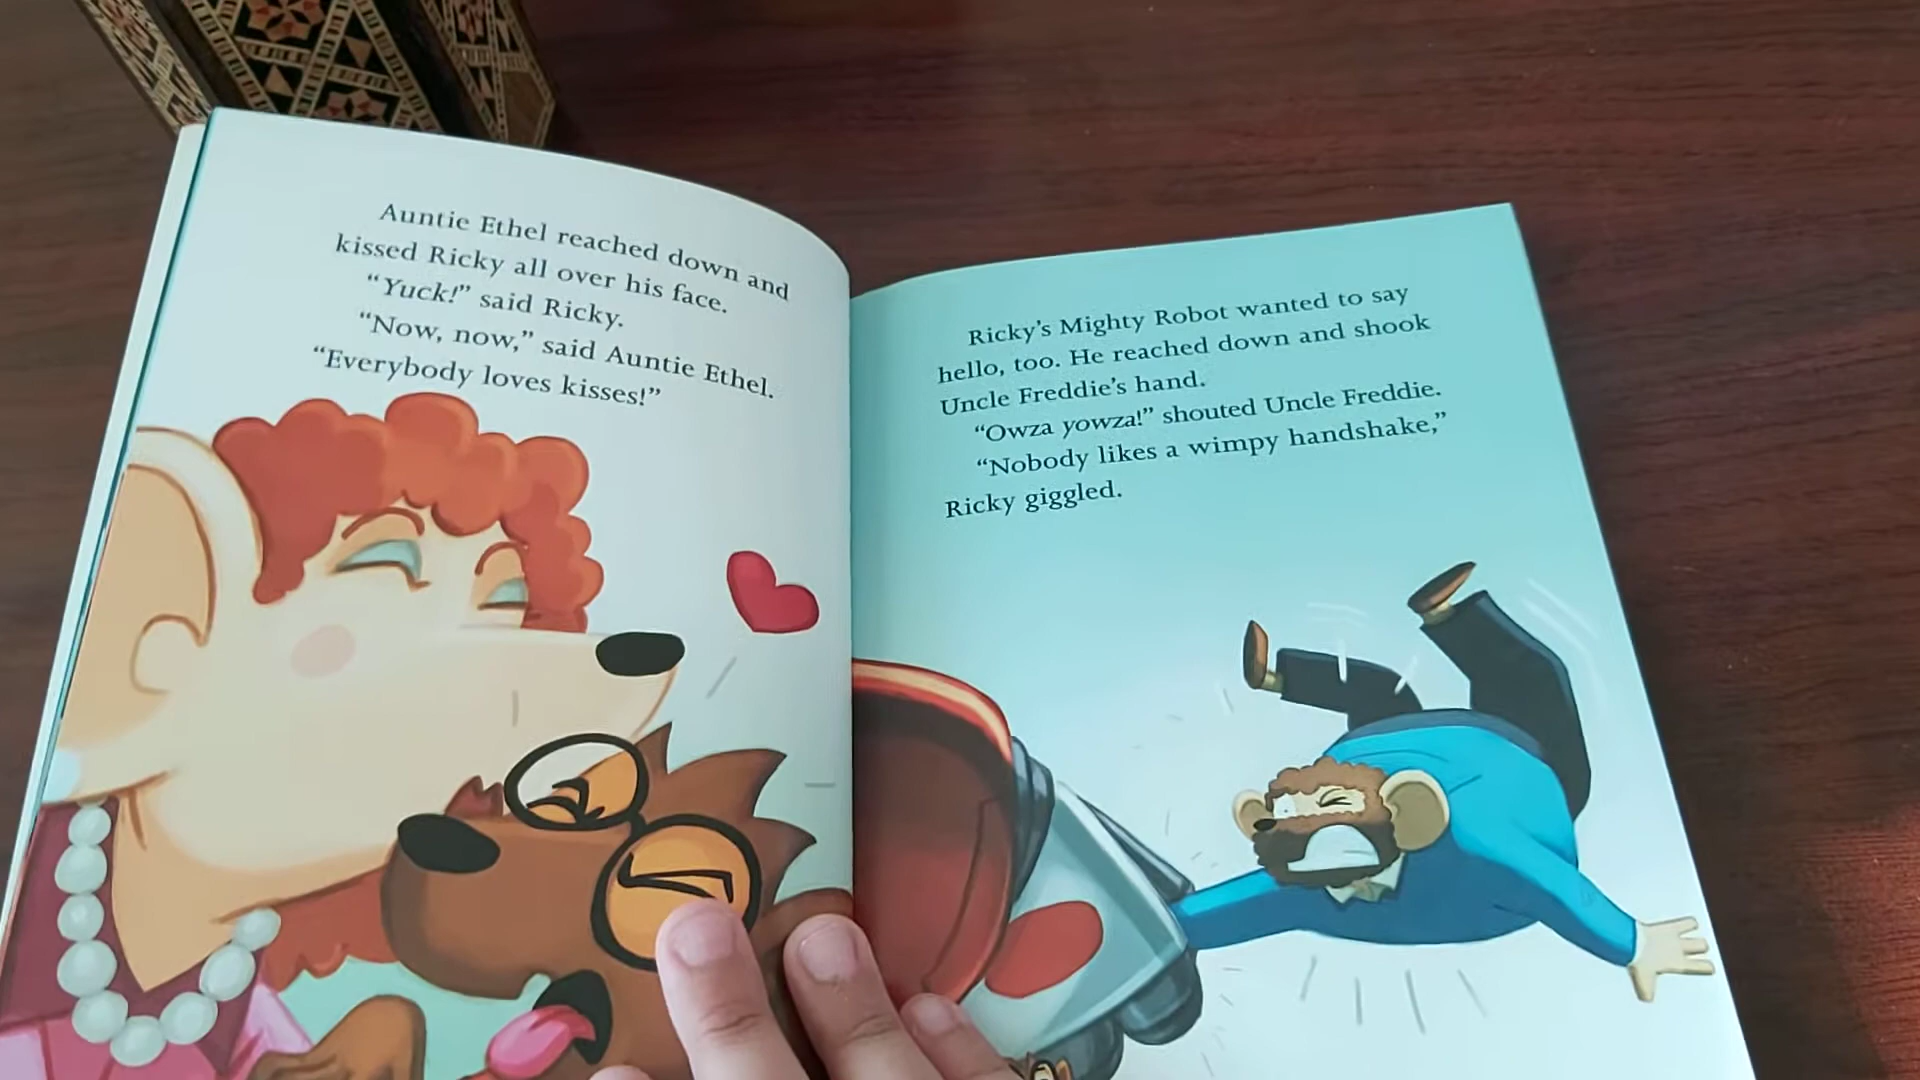 Auntie Ethel reached down and
kissed Ricky all over his face.
“Yuck!” said Ricky.
“Now, now,” said Auntie Ethel.
“Everybody loves kisses!”
Ricky’s Mighty Robot wanted to say
hello, too. He reached down and shook
Uncle Freddie’s hand.
“Owza yowza!” shouted Uncle Freddie.
“Nobody likes a wimpy handshake,”
Ricky giggled.